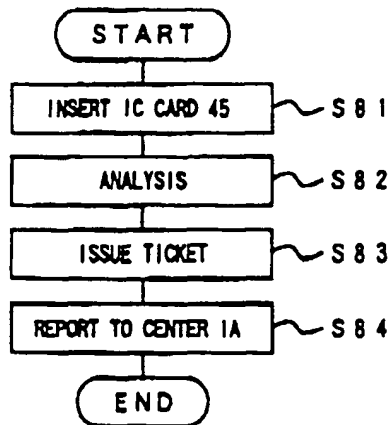 START
INSERT IC CARD 45 S81
ANALYSIS S82
ISSUE TICKET S83
REPORT TO CENTER 1A S84
END